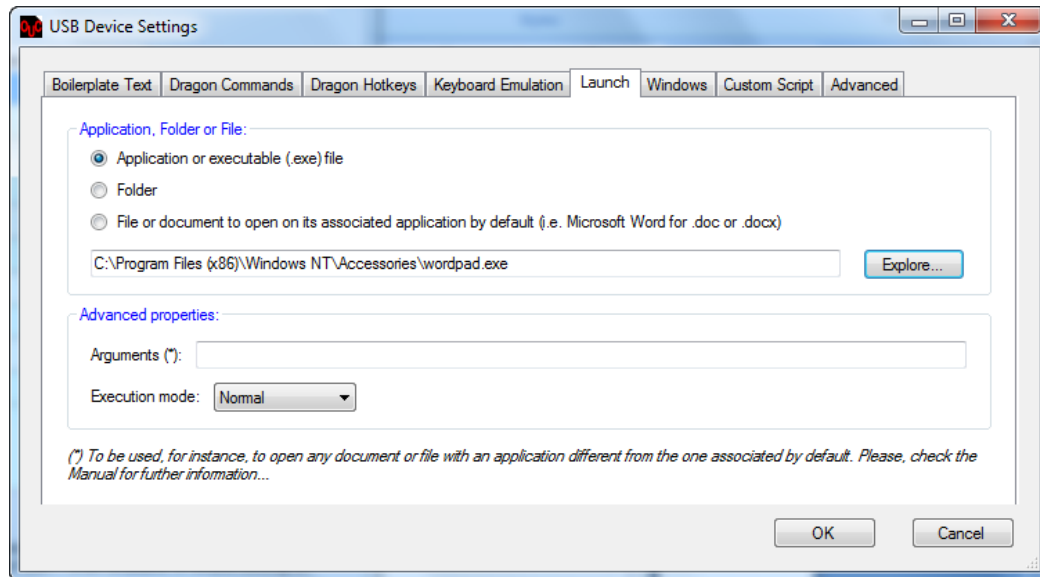 USB Device Settings
Boilerplate Text Dragon Commands Dragon Hotkeys Keyboard Emulation Launch Windows Custom Script Advanced
Application, Folder or File:
Application or executable (.exe) file
Folder
File or document to open on its associated application by default (i.e. Microsoft Word for .doc or .docx)
C:\Program Files (x86)\Windows NT\Accessories\wordpad.exe Explore...
Advanced properties:
Arguments (*):
Execution mode: Normal
(*) To be used, for instance, to open any document or file with an application different from the one associated by default. Please, check the
Manual for further information...
OK Cancel